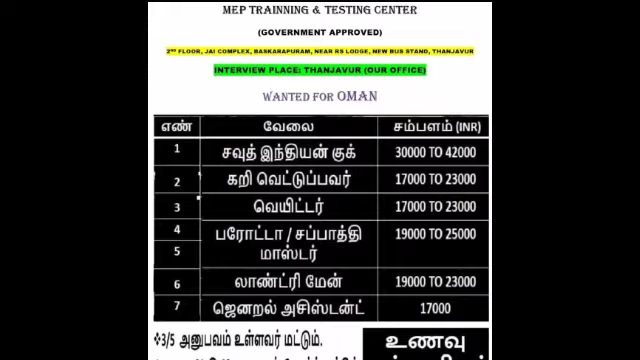 MEP TRAINNING & TESTING CENTER
(GOVERNMENT APPROVED)
2ND FLOOR, JAI COMPLEX, BASKARAPURAM, NEAR RS LODGE, NEW BUS STAND, THANJAVUR
INTERVIEW PLACE: THANJAVUR (OUR OFFICE)
WANTED FOR OMAN
எண் வேலை சம்பளம் (INR)
1 சவுத் இந்தியன் குக் 30000 TO 42000
2 கறி வெட்டுப்பவர் 17000 TO 23000
3 வெயிட்டர் 17000 TO 23000
4 பரோட்டா / சப்பாத்தி 19000 TO 25000
5 மாஸ்டர்
6 லாண்ட்ரி மேன் 19000 TO 23000
7 ஜெனரல் அசிஸ்டன்ட் 17000
❖3/5 அனுபவம் உள்ளவர் மட்டும்.
உணவு